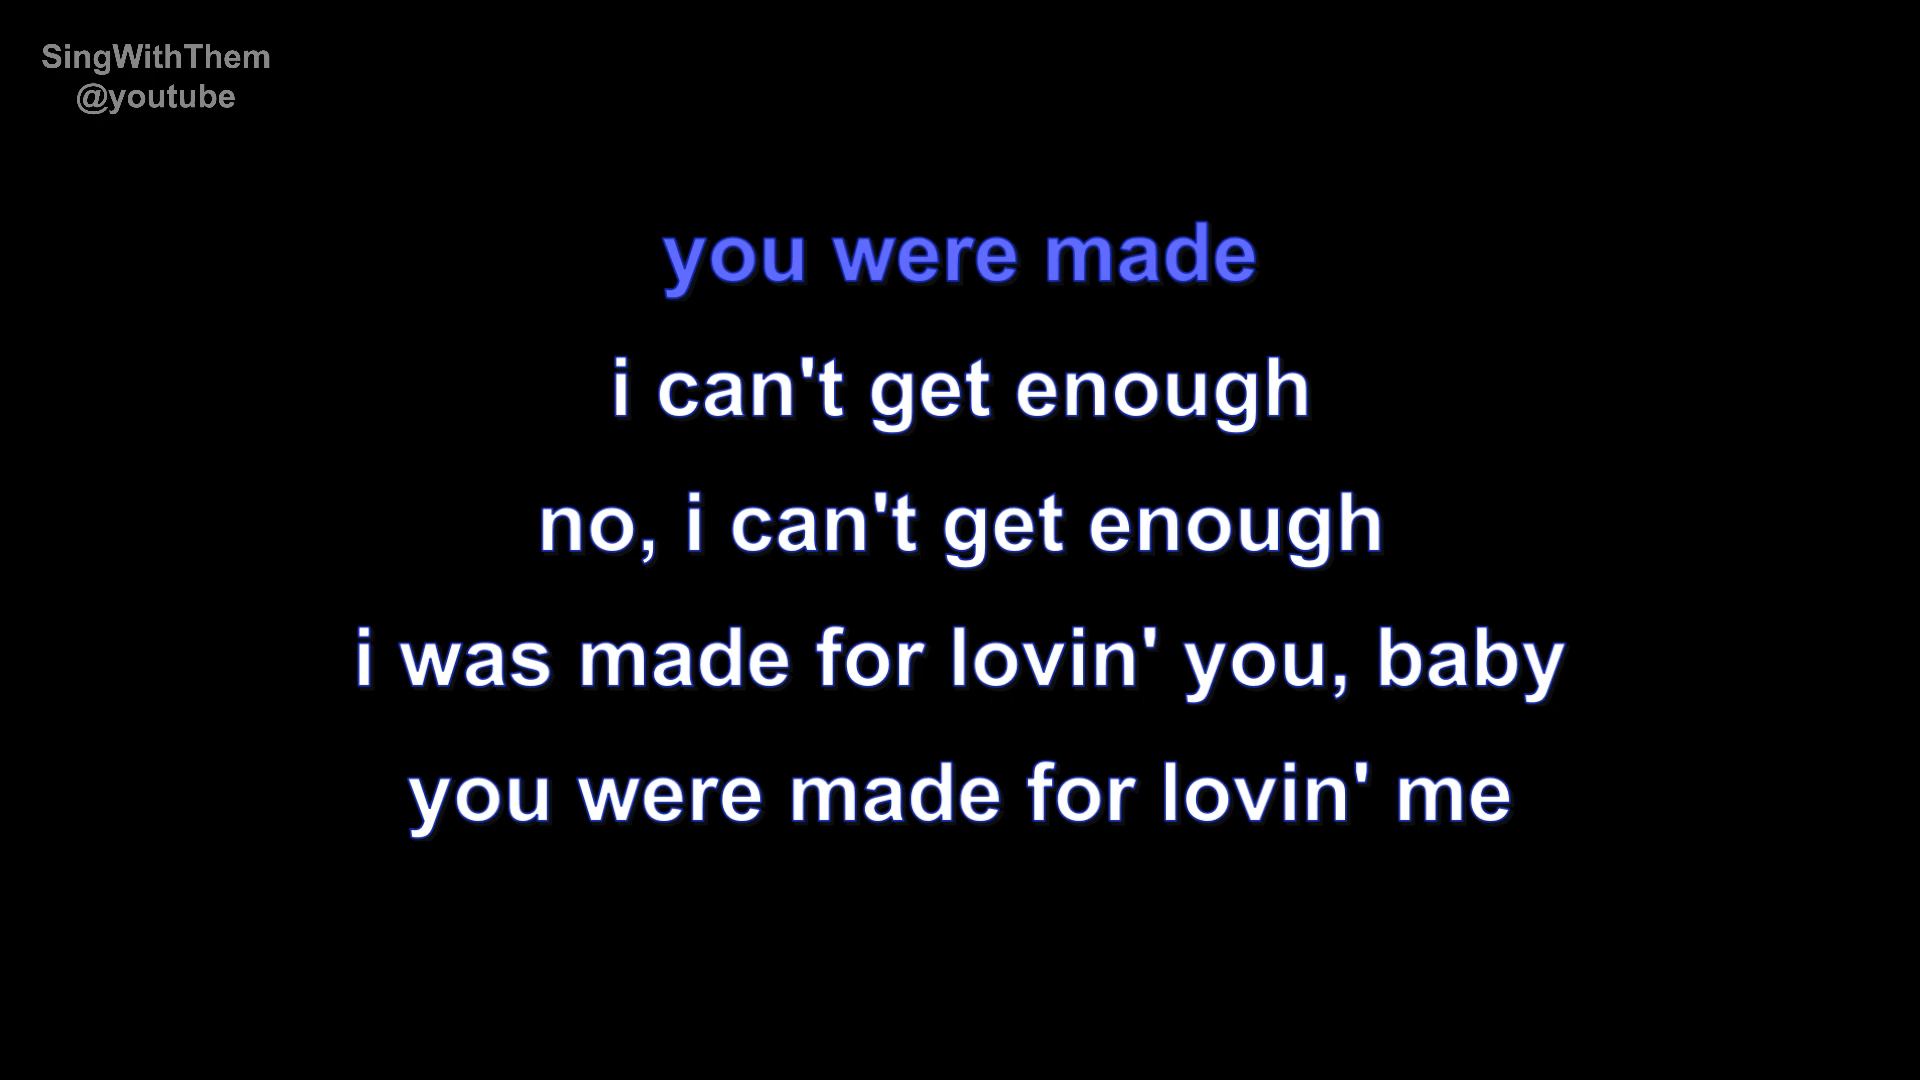 SingWithThem
@youtube
you were made
i can't get enough
no, i can't get enough
i was made for lovin' you, baby
you were made for lovin' me